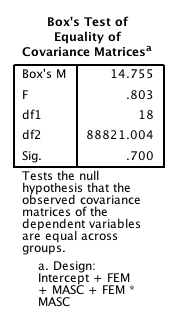 Box's Test of
Equality of
Covariance Matricesa
Box's M 14.755
F .803
df1 18
df2 88821.004
Sig. .700
Tests the null
hypothesis that the
observed covariance
matrices of the
dependent variables
are equal across
groups.
a. Design:
Intercept + FEM
+ MASC + FEM *
MASC